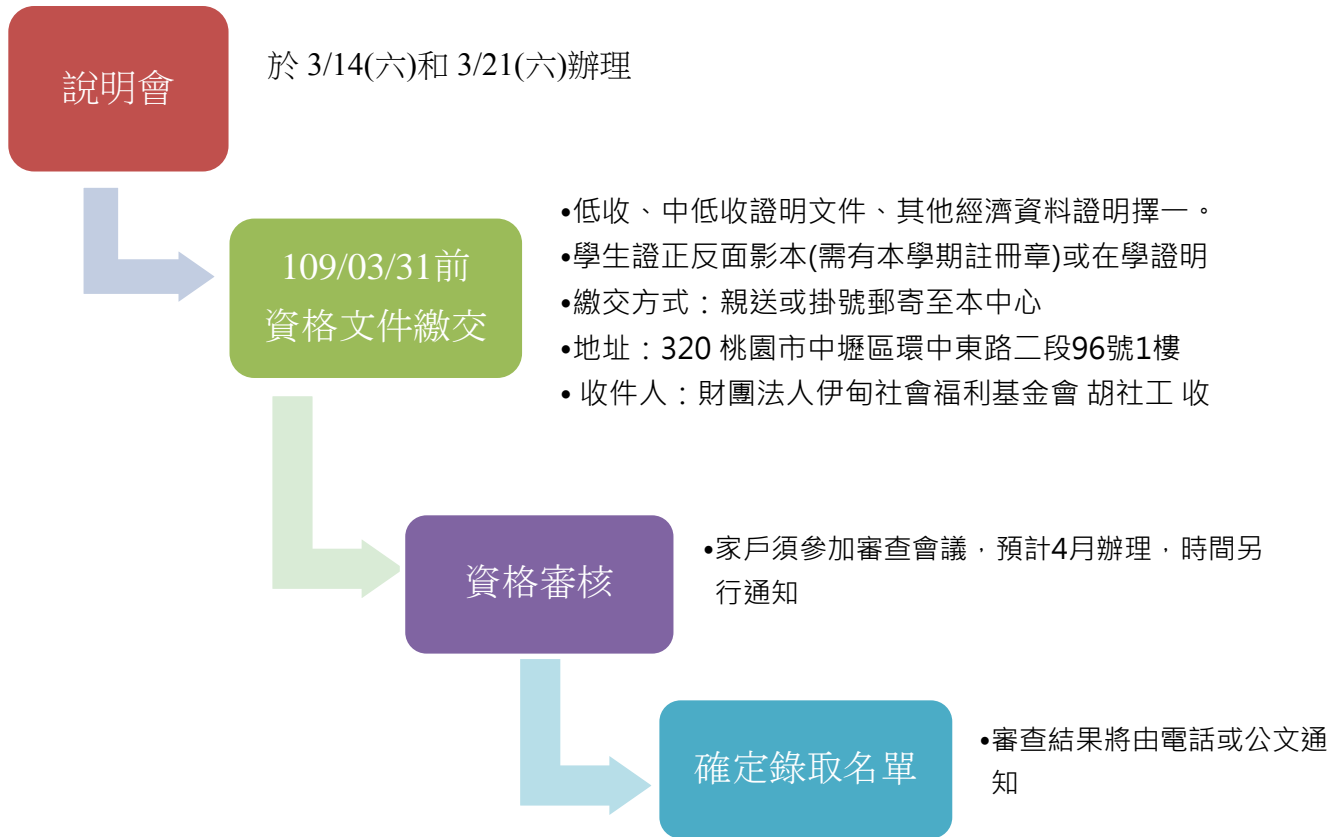 說明會
於 3/14(六)和 3/21(六)辦理
109/03/31前
資格文件繳交
•低收、中低收證明文件、其他經濟資料證明擇一。
•學生證正反面影本(需有本學期註冊章)或在學證明
•繳交方式：親送或掛號郵寄至本中心
•地址：320 桃園市中壢區環中東路二段96號1樓
• 收件人：財團法人伊甸社會福利基金會 胡社工 收
資格審核
•家戶須參加審查會議，預計4月辦理，時間另
行通知
確定錄取名單
•審查結果將由電話或公文通
知